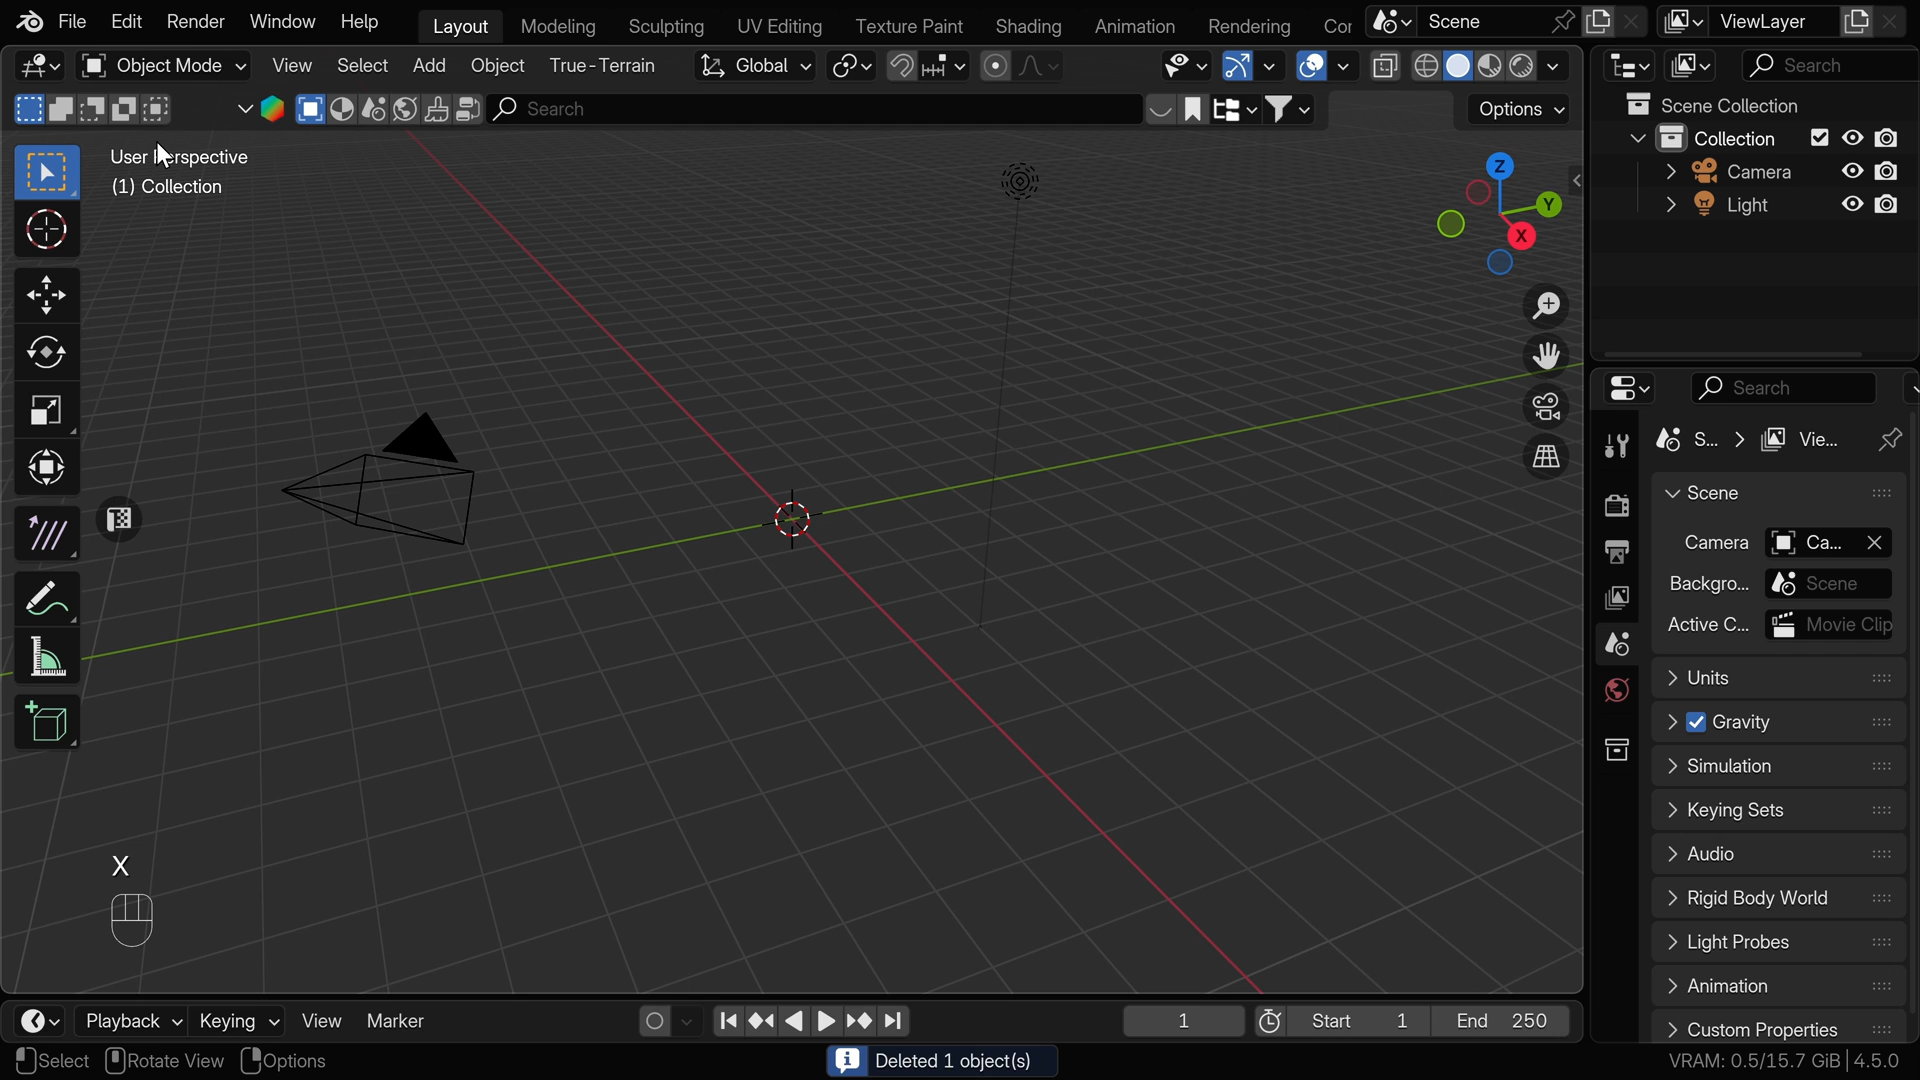 File Edit Render Window Help Layout Modeling Sculpting UV Editing Texture Paint Shading Animation Rendering Cor Scene ViewLayer
Object Mode View Select Add Object True-Terrain Global Search
Search Options
User Perspective
(1) Collection
Z
Y
X
Scene Collection
Collection
Camera
Light
Search
S... > Vie...
Scene
Camera Ca...
Backgro... Scene
Active C... Movie Clip
Units
Gravity
Simulation
Keying Sets
Audio
Rigid Body World
Light Probes
Animation
Custom Properties
X
Playback Keying View Marker 1 Start 1 End 250
Select Rotate View Options Deleted 1 object(s) VRAM: 0.5/15.7 GiB | 4.5.0